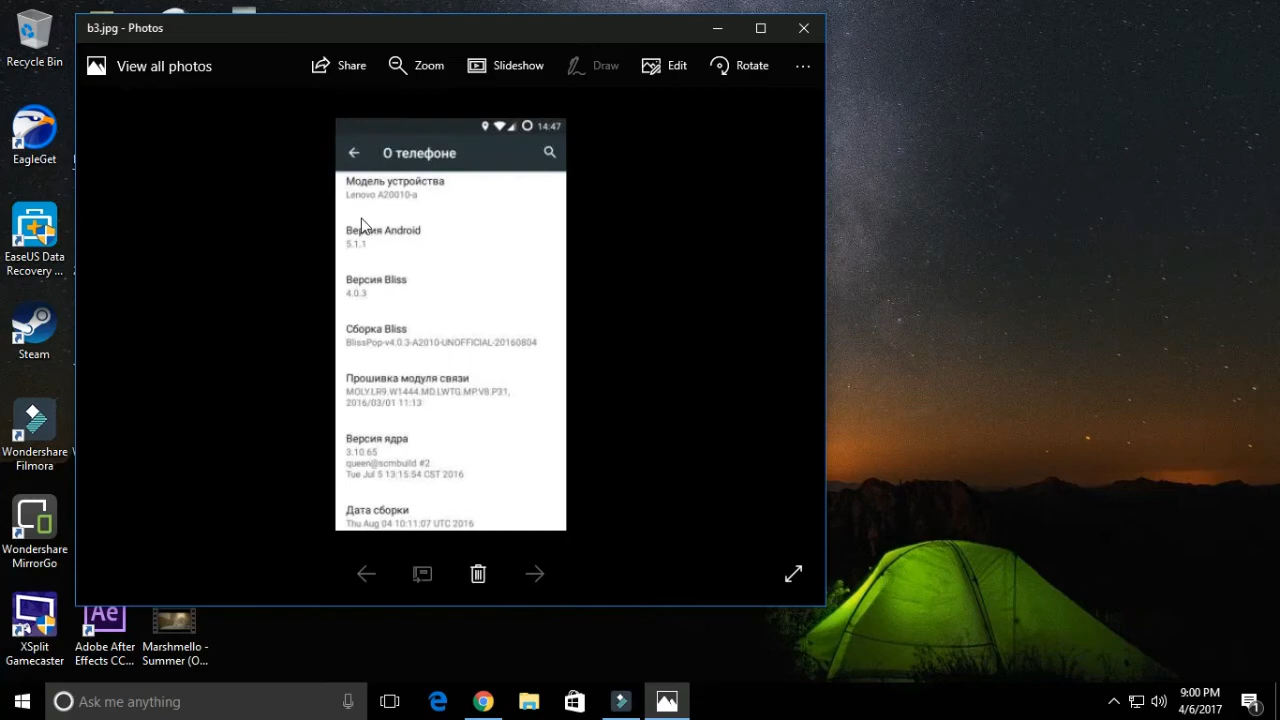 Recycle Bin
EagleGet
EaseUS Data
Recovery ...
Steam
Wondershare
Filmora
Wondershare
MirrorGo
XSplit
Gamecaster
Adobe After
Effects CC...
Marshmello -
Summer (O...
b3.jpg - Photos
View all photos
Share
Zoom
Slideshow
Draw
Edit
Rotate
14:47
О телефоне
Модель устройства
Lenovo A20010-a
Версия Android
5.1.1
Версия Bliss
4.0.3
Сборка Bliss
BlissPop-v4.0.3-A2010-UNOFFICIAL-20160804
Прошивка модуля связи
MOLY.LR9.W1444.MD.LWTG.MP.V8.P31,
2016/03/01 11:13
Версия ядра
3.10.65
queen@scmbuild #2
Tue Jul 5 13:15:54 CST 2016
Дата сборки
Thu Aug 04 10:11:07 UTC 2016
Ask me anything
9:00 PM
4/6/2017
1